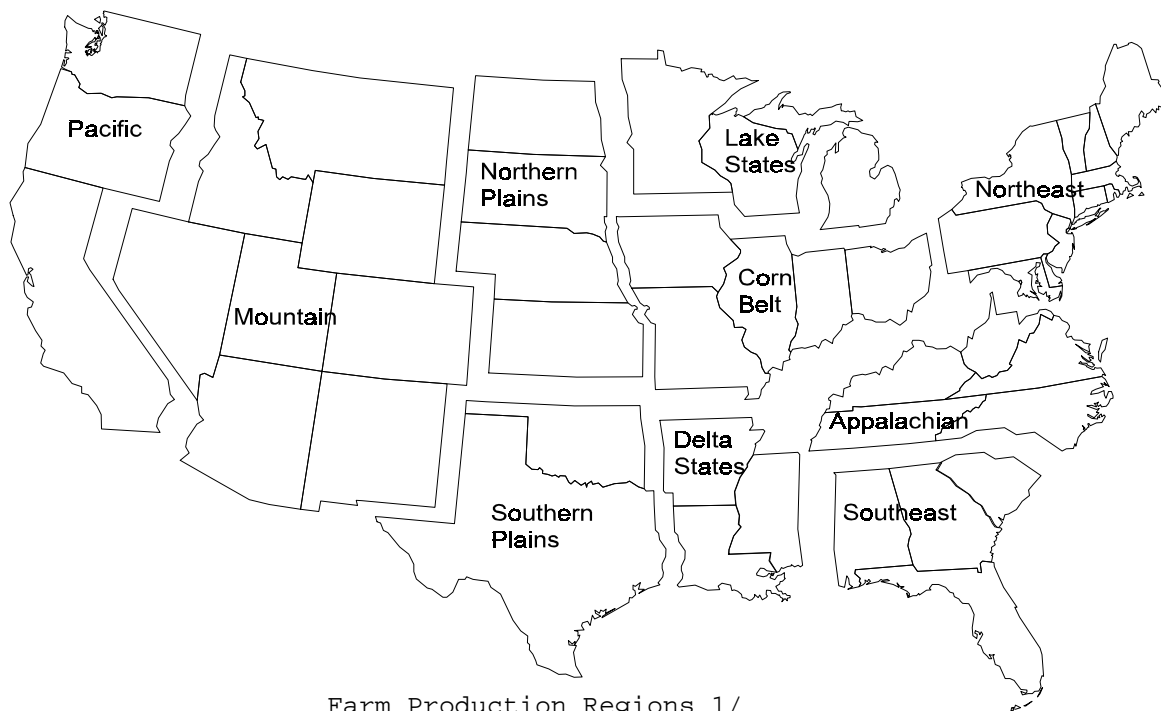 Pacific
Lake
States
Northern
Plains
Northeast
Corn
Belt
Mountain
Appalachian
Delta
States
Southern
Plains
Southeast
Farm Production Regions 1/